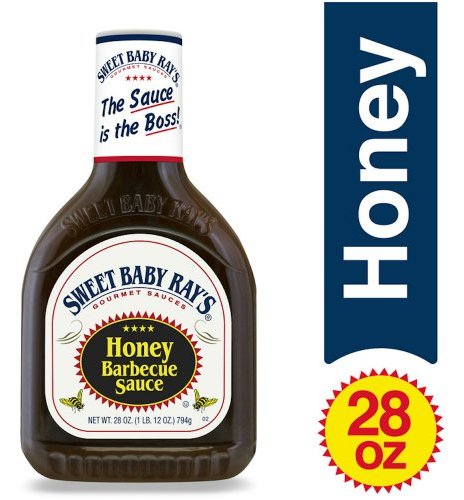 SWEET BABY RAY'S
GOURMET SAUCES
The Sauce
is the Boss!
SWEET BABY RAY'S
SWEET BABY RAY'S®
GOURMET SAUCES
Honey
Barbecue
Sauce
NET WT. 28 OZ. (1 LB. 12 OZ.) 794g
Honey
28
OZ